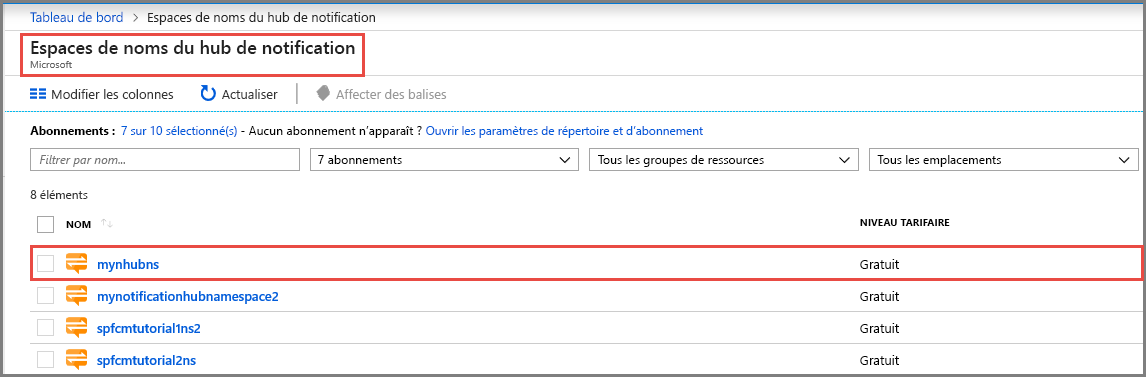 Tableau de bord > Espaces de noms du hub de notification
Espaces de noms du hub de notification
Microsoft
Modifier les colonnes Actualiser Affecter des balises
Abonnements : 7 sur 10 sélectionné(s) - Aucun abonnement n’apparaît ? Ouvrir les paramètres de répertoire et d’abonnement
Filtrer par nom... 7 abonnements Tous les groupes de ressources Tous les emplacements
8 éléments
NOM NIVEAU TARIFAIRE
mynhubns Gratuit
mynotificationhubnamespace2 Gratuit
spfcmtutorial1ns2 Gratuit
spfcmtutorial2ns Gratuit